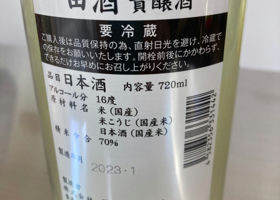 田酒 貴醸酒
要冷蔵
ご購入後は品質保持の為、直射日光を避け、冷蔵で
の保存をお願いいたします。開栓前後にかかわらず、
できるだけお早めにお召し上がりください。
品目 日本酒 内容量 720ml
アルコール分 16度
原材料名 米(国産)
米こうじ(国産米)
日本酒(国産米)
精米歩合 70%
製造年月 2023・1
製造